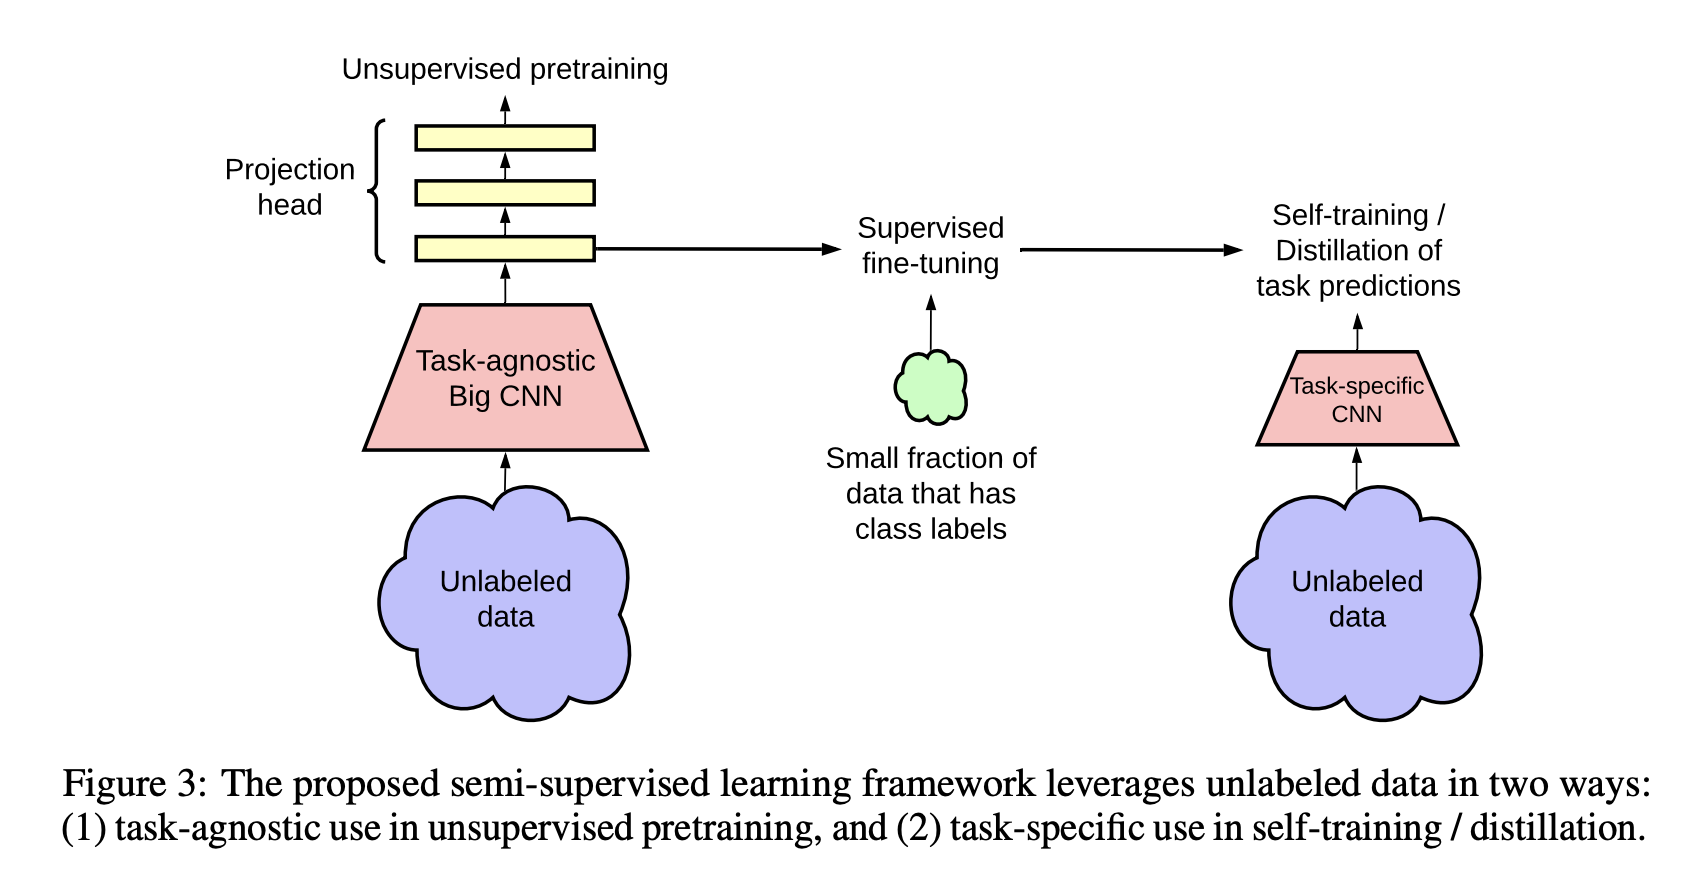 Unsupervised pretraining
Projection
head
Task-agnostic
Big CNN
Unlabeled
data
Supervised
fine-tuning
Small fraction of
data that has
class labels
Self-training /
Distillation of
task predictions
Task-specific
CNN
Unlabeled
data
Figure 3: The proposed semi-supervised learning framework leverages unlabeled data in two ways:
(1) task-agnostic use in unsupervised pretraining, and (2) task-specific use in self-training / distillation.